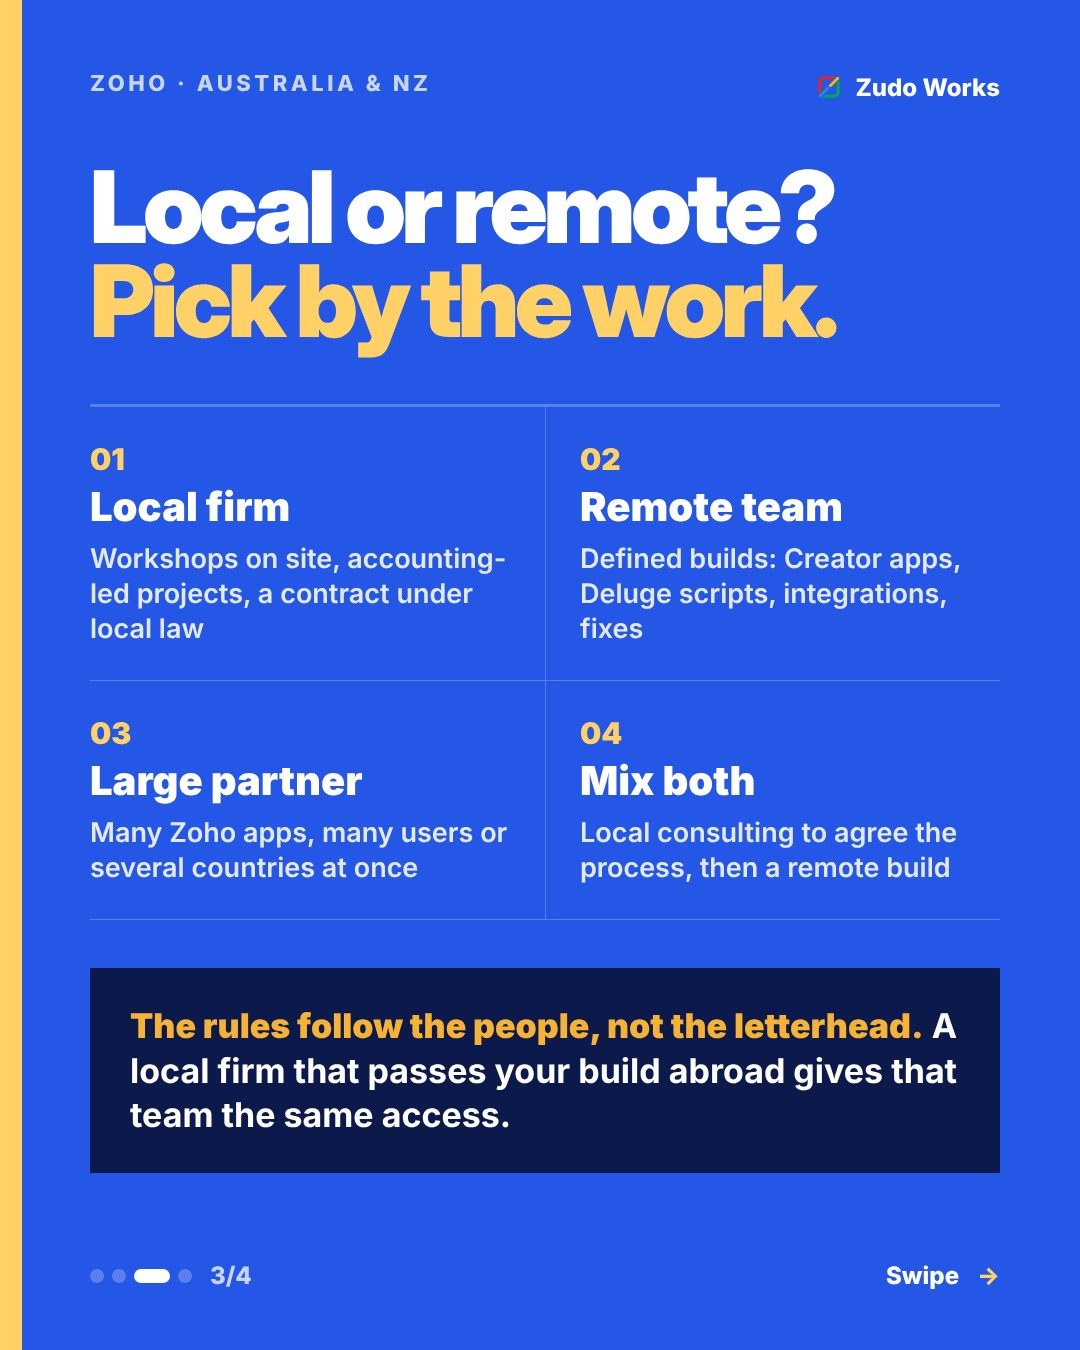 ZOHO · AUSTRALIA & NZ
Zudo Works
Local or remote?
Pick by the work.
01
Local firm
Workshops on site, accounting-
led projects, a contract under
local law
02
Remote team
Defined builds: Creator apps,
Deluge scripts, integrations,
fixes
03
Large partner
Many Zoho apps, many users or
several countries at once
04
Mix both
Local consulting to agree the
process, then a remote build
The rules follow the people, not the letterhead. A
local firm that passes your build abroad gives that
team the same access.
3/4
Swipe →